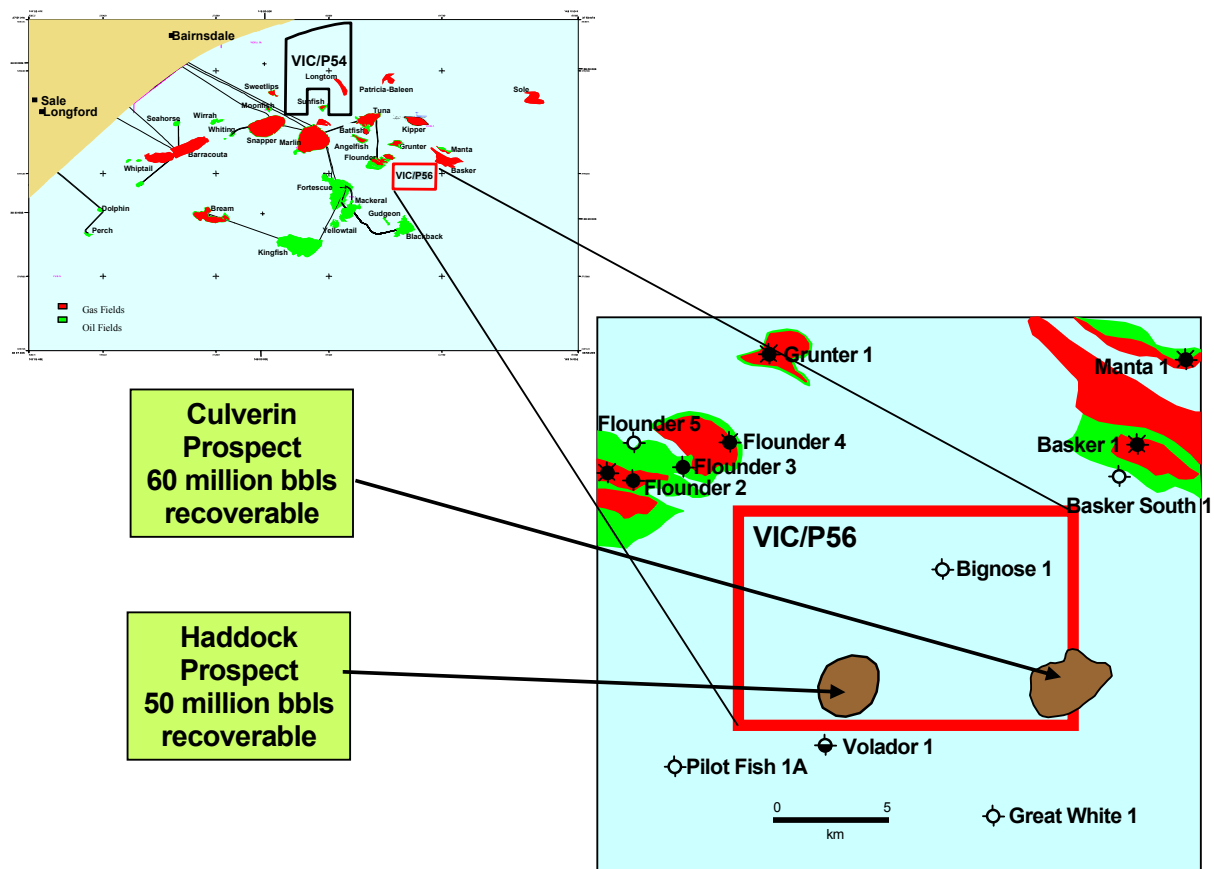 Bairnsdale
VIC/P54
Longtom
Sweetlips
Patricia-Baleen
Sole
Sale
Longford
Moonfish
Sunfish
Tuna
Seahorse
Wirrah
Whiting
Batfish
Kipper
Snapper
Marlin
Angelfish
Grunter
Manta
Barracouta
Flounder
Whiptail
Basker
VIC/P56
Fortescue
Mackeral
Dolphin
Bream
Gudgeon
Perch
Yellowtail
Blackback
Kingfish
Gas Fields
Oil Fields
Culverin
Prospect
60 million bbls
recoverable
Haddock
Prospect
50 million bbls
recoverable
Grunter 1
Manta 1
Flounder 5
Flounder 4
Basker 1
Flounder 3
Flounder 2
Basker South 1
VIC/P56
Bignose 1
Volador 1
Pilot Fish 1A
0 5
km
Great White 1